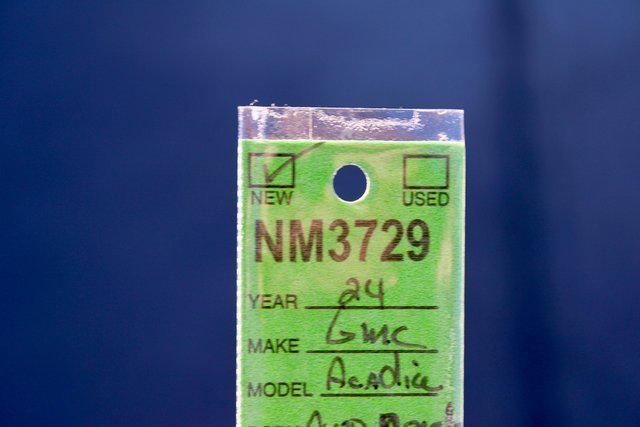 NEW USED
NM3729
YEAR 24
MAKE GMC
MODEL Acadia